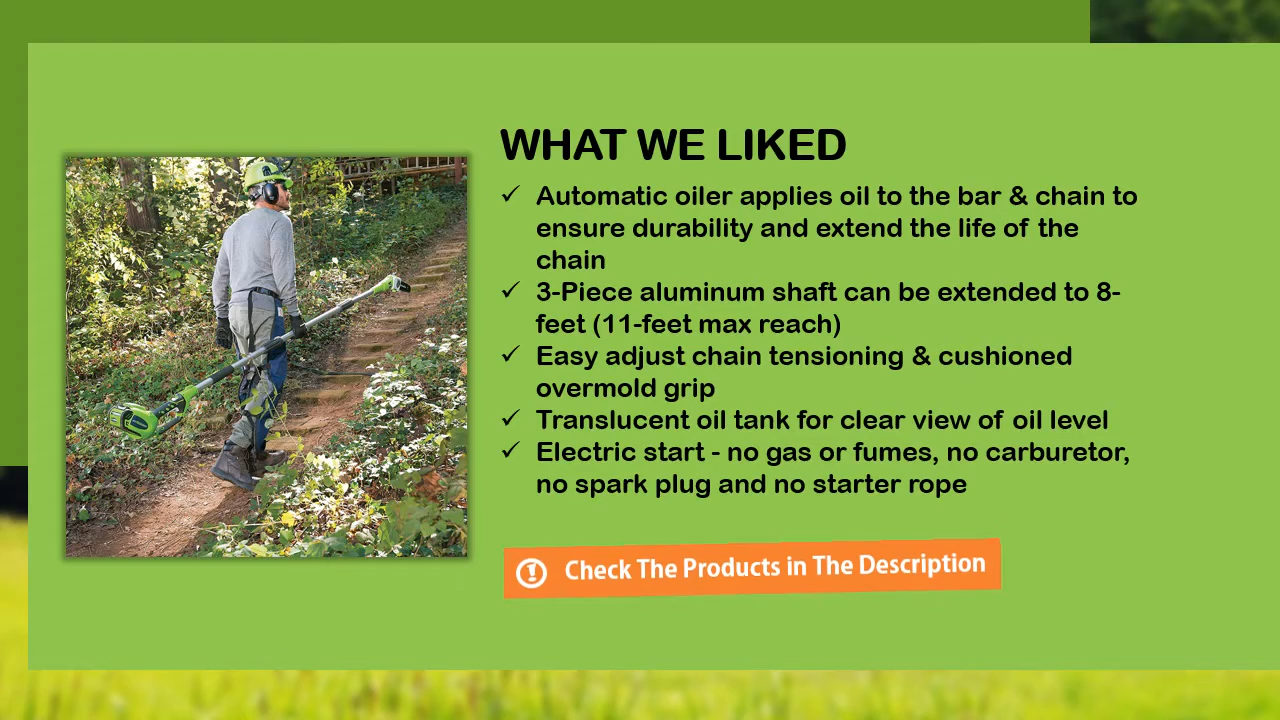 WHAT WE LIKED
✓ Automatic oiler applies oil to the bar & chain to
ensure durability and extend the life of the
chain
✓ 3-Piece aluminum shaft can be extended to 8-
feet (11-feet max reach)
✓ Easy adjust chain tensioning & cushioned
overmold grip
✓ Translucent oil tank for clear view of oil level
✓ Electric start - no gas or fumes, no carburetor,
no spark plug and no starter rope
Check The Products in The Description